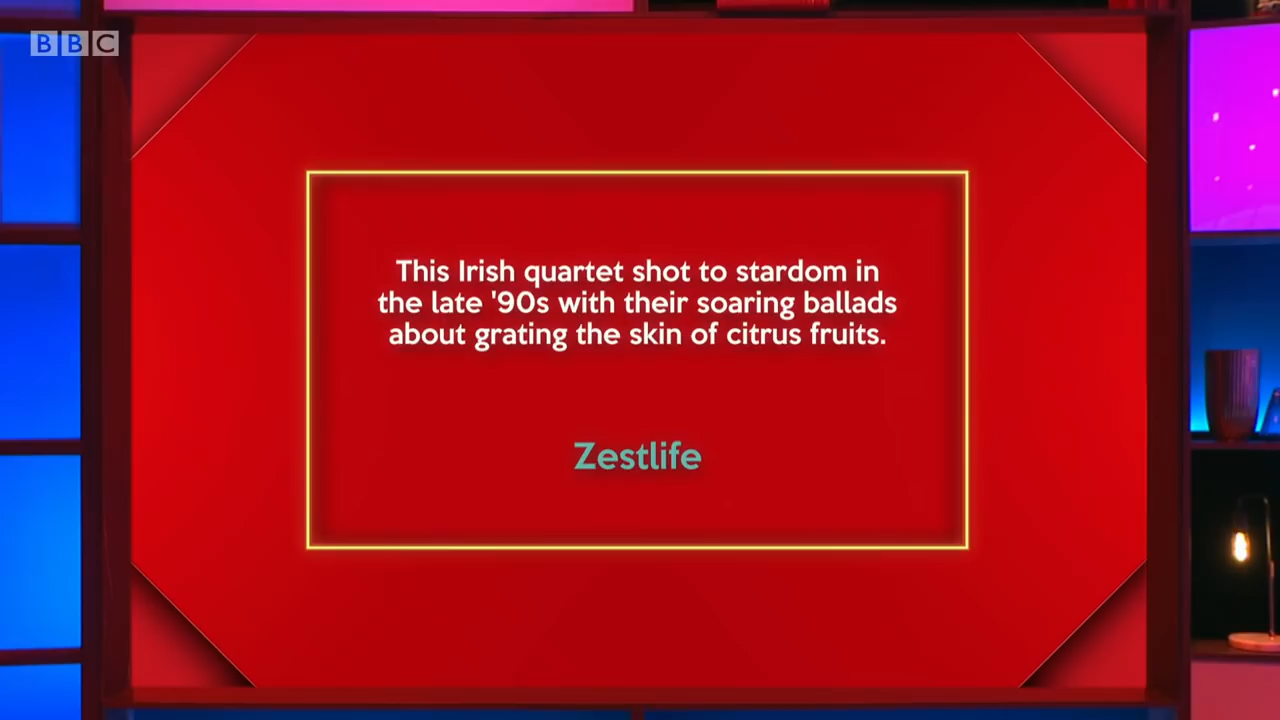 BBC
This Irish quartet shot to stardom in
the late '90s with their soaring ballads
about grating the skin of citrus fruits.
Zestlife